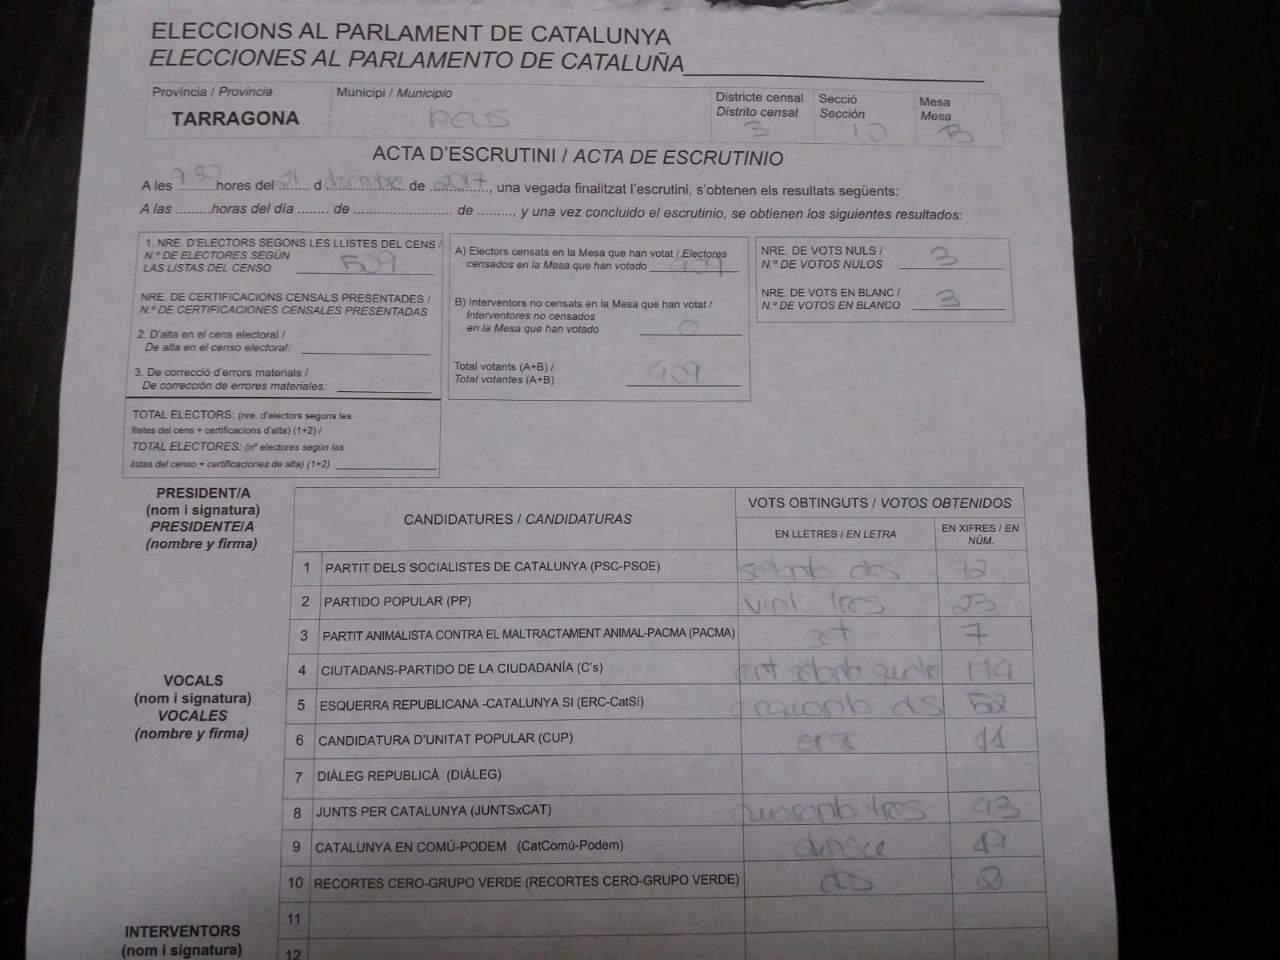 ELECCIONS AL PARLAMENT DE CATALUNYA
ELECCIONES AL PARLAMENTO DE CATALUÑA
Província / Provincia
TARRAGONA
Municipi / Municipio
REUS
Districte censal
Distrito censal
3
Secció
Sección
10
Mesa
Mesa
B
ACTA D'ESCRUTINI / ACTA DE ESCRUTINIO
A les 9 30 hores del 21 d desembre de 2017, una vegada finalitzat l'escrutini, s'obtenen els resultats següents:
A las .........horas del día ........ de ......................... de ........., y una vez concluido el escrutinio, se obtienen los siguientes resultados:
1. NRE. D'ELECTORS SEGONS LES LLISTES DEL CENS /
N.º DE ELECTORES SEGÚN
LAS LISTAS DEL CENSO 509
NRE. DE CERTIFICACIONS CENSALS PRESENTADES /
N.º DE CERTIFICACIONES CENSALES PRESENTADAS
2. D'alta en el cens electoral /
De alta en el censo electoral:
3. De correcció d'errors materials /
De corrección de errores materiales:
TOTAL ELECTORS: (nre. d'electors segons les
llistes del cens + certificacions d'alta) (1+2) /
TOTAL ELECTORES: (nº electores según las
listas del censo + certificaciones de alta) (1+2)
A) Electors censats en la Mesa que han votat / Electores
censados en la Mesa que han votado 409
B) Interventors no censats en la Mesa que han votat /
Interventores no censados
en la Mesa que han votado 0
Total votants (A+B) /
Total votantes (A+B) 409
NRE. DE VOTS NULS /
N.º DE VOTOS NULOS 3
NRE. DE VOTS EN BLANC /
N.º DE VOTOS EN BLANCO 3
PRESIDENT/A
(nom i signatura)
PRESIDENTE/A
(nombre y firma)
VOCALS
(nom i signatura)
VOCALES
(nombre y firma)
INTERVENTORS
(nom i signatura)
CANDIDATURES / CANDIDATURAS
VOTS OBTINGUTS / VOTOS OBTENIDOS
EN LLETRES / EN LETRA
EN XIFRES / EN NÚM.
1 PARTIT DELS SOCIALISTES DE CATALUNYA (PSC-PSOE) setanta dos 72
2 PARTIDO POPULAR (PP) vint tres 23
3 PARTIT ANIMALISTA CONTRA EL MALTRACTAMENT ANIMAL-PACMA (PACMA) set 7
4 CIUTADANS-PARTIDO DE LA CIUDADANÍA (C's) cent setanta quatre 174
5 ESQUERRA REPUBLICANA -CATALUNYA SI (ERC-CatSí) cinquanta dos 52
6 CANDIDATURA D'UNITAT POPULAR (CUP) 11
7 DIÀLEG REPUBLICÀ (DIÀLEG)
8 JUNTS PER CATALUNYA (JUNTSxCAT) quaranta tres 43
9 CATALUNYA EN COMÚ-PODEM (CatComú-Podem) 19
10 RECORTES CERO-GRUPO VERDE (RECORTES CERO-GRUPO VERDE) dos 2
11
12